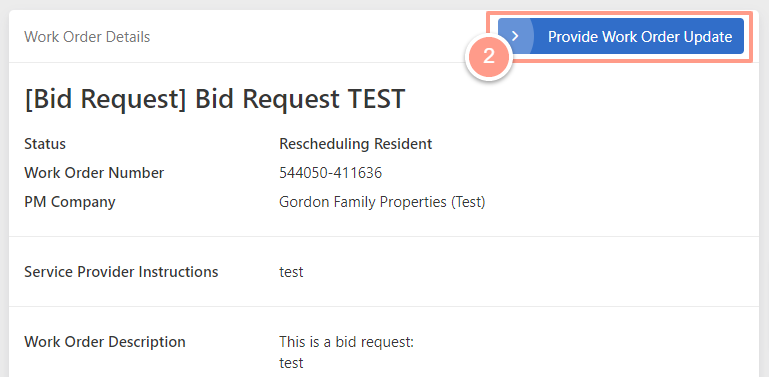 Work Order Details
Provide Work Order Update
2
[Bid Request] Bid Request TEST
Status Rescheduling Resident
Work Order Number 544050-411636
PM Company Gordon Family Properties (Test)
Service Provider Instructions test
Work Order Description This is a bid request:
test